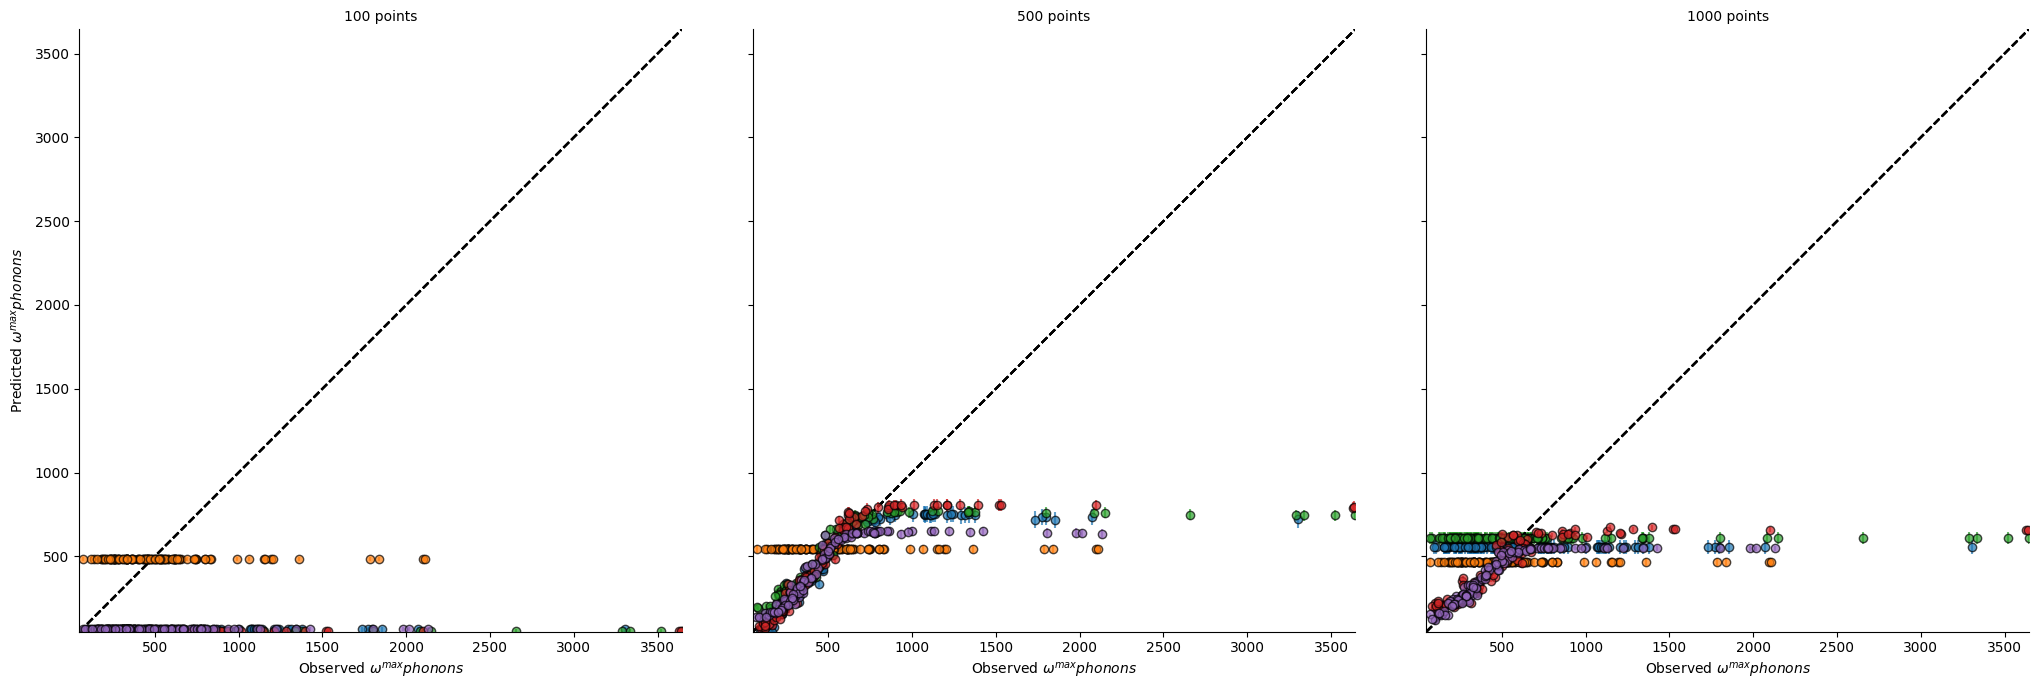 100 points
500 points
1000 points
3500
3000
2500
2000
1500
1000
500
Predicted ω^{max}phonons
500 1000 1500 2000 2500 3000 3500
500 1000 1500 2000 2500 3000 3500
500 1000 1500 2000 2500 3000 3500
Observed ω^{max}phonons
Observed ω^{max}phonons
Observed ω^{max}phonons